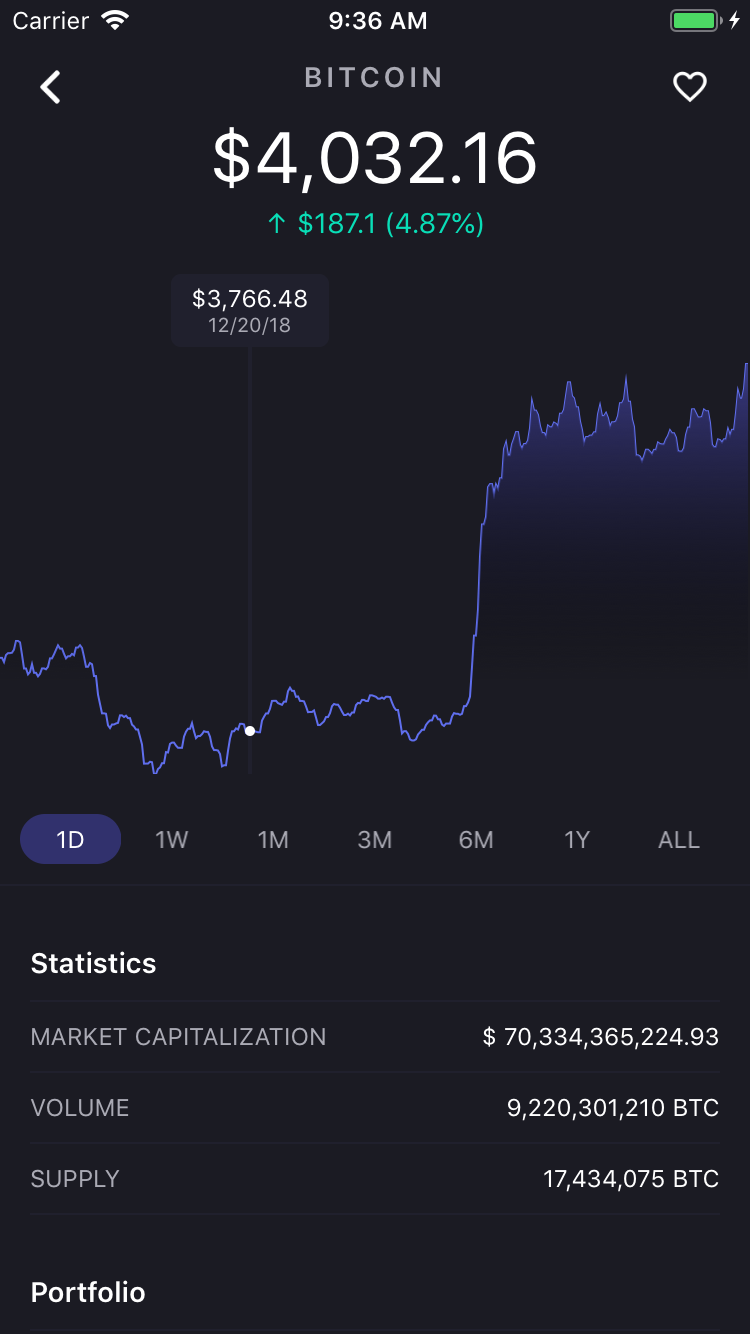 Carrier 9:36 AM
BITCOIN
$4,032.16
↑ $187.1 (4.87%)
$3,766.48
12/20/18
1D 1W 1M 3M 6M 1Y ALL
Statistics
MARKET CAPITALIZATION $ 70,334,365,224.93
VOLUME 9,220,301,210 BTC
SUPPLY 17,434,075 BTC
Portfolio